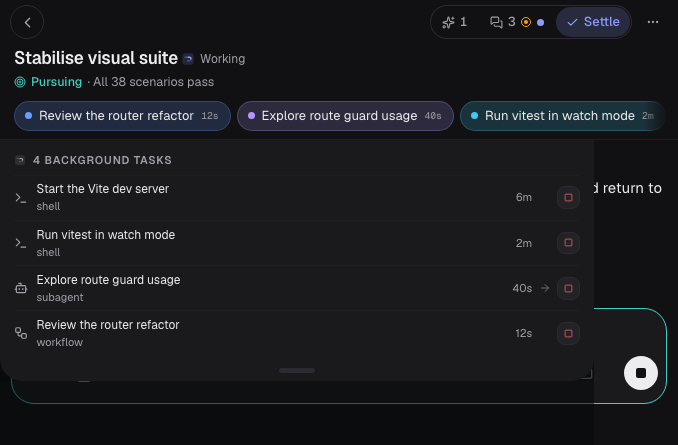 1
3
Settle
Stabilise visual suite Working
Pursuing · All 38 scenarios pass
Review the router refactor 12s
Explore route guard usage 40s
Run vitest in watch mode 2m
4 BACKGROUND TASKS
Start the Vite dev server
shell
6m
Run vitest in watch mode
shell
2m
Explore route guard usage
subagent
40s
Review the router refactor
workflow
12s
return to